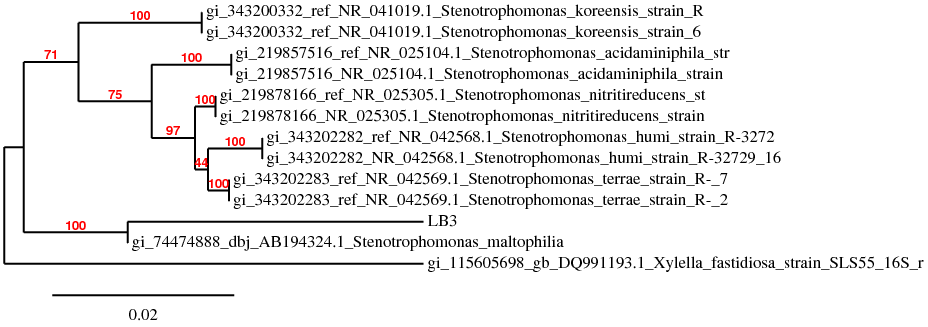 100
gi_343200332_ref_NR_041019.1_Stenotrophomonas_koreensis_strain_R
gi_343200332_ref_NR_041019.1_Stenotrophomonas_koreensis_strain_6
71
100
gi_219857516_ref_NR_025104.1_Stenotrophomonas_acidaminiphila_str
gi_219857516_NR_025104.1_Stenotrophomonas_acidaminiphila_strain
75
100
gi_219878166_ref_NR_025305.1_Stenotrophomonas_nitritireducens_st
gi_219878166_NR_025305.1_Stenotrophomonas_nitritireducens_strain
97
100
gi_343202282_ref_NR_042568.1_Stenotrophomonas_humi_strain_R-3272
gi_343202282_NR_042568.1_Stenotrophomonas_humi_strain_R-32729_16
44
100
gi_343202283_ref_NR_042569.1_Stenotrophomonas_terrae_strain_R-_7
gi_343202283_ref_NR_042569.1_Stenotrophomonas_terrae_strain_R-_2
100
LB3
gi_74474888_dbj_AB194324.1_Stenotrophomonas_maltophilia
gi_115605698_gb_DQ991193.1_Xylella_fastidiosa_strain_SLS55_16S_r
0.02